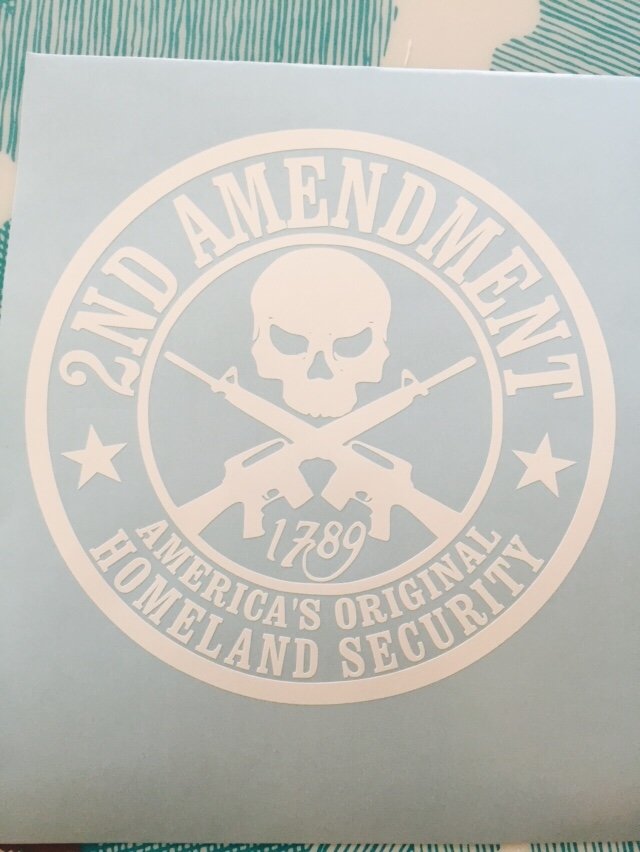 2ND AMENDMENT
1789
AMERICA'S ORIGINAL
HOMELAND SECURITY